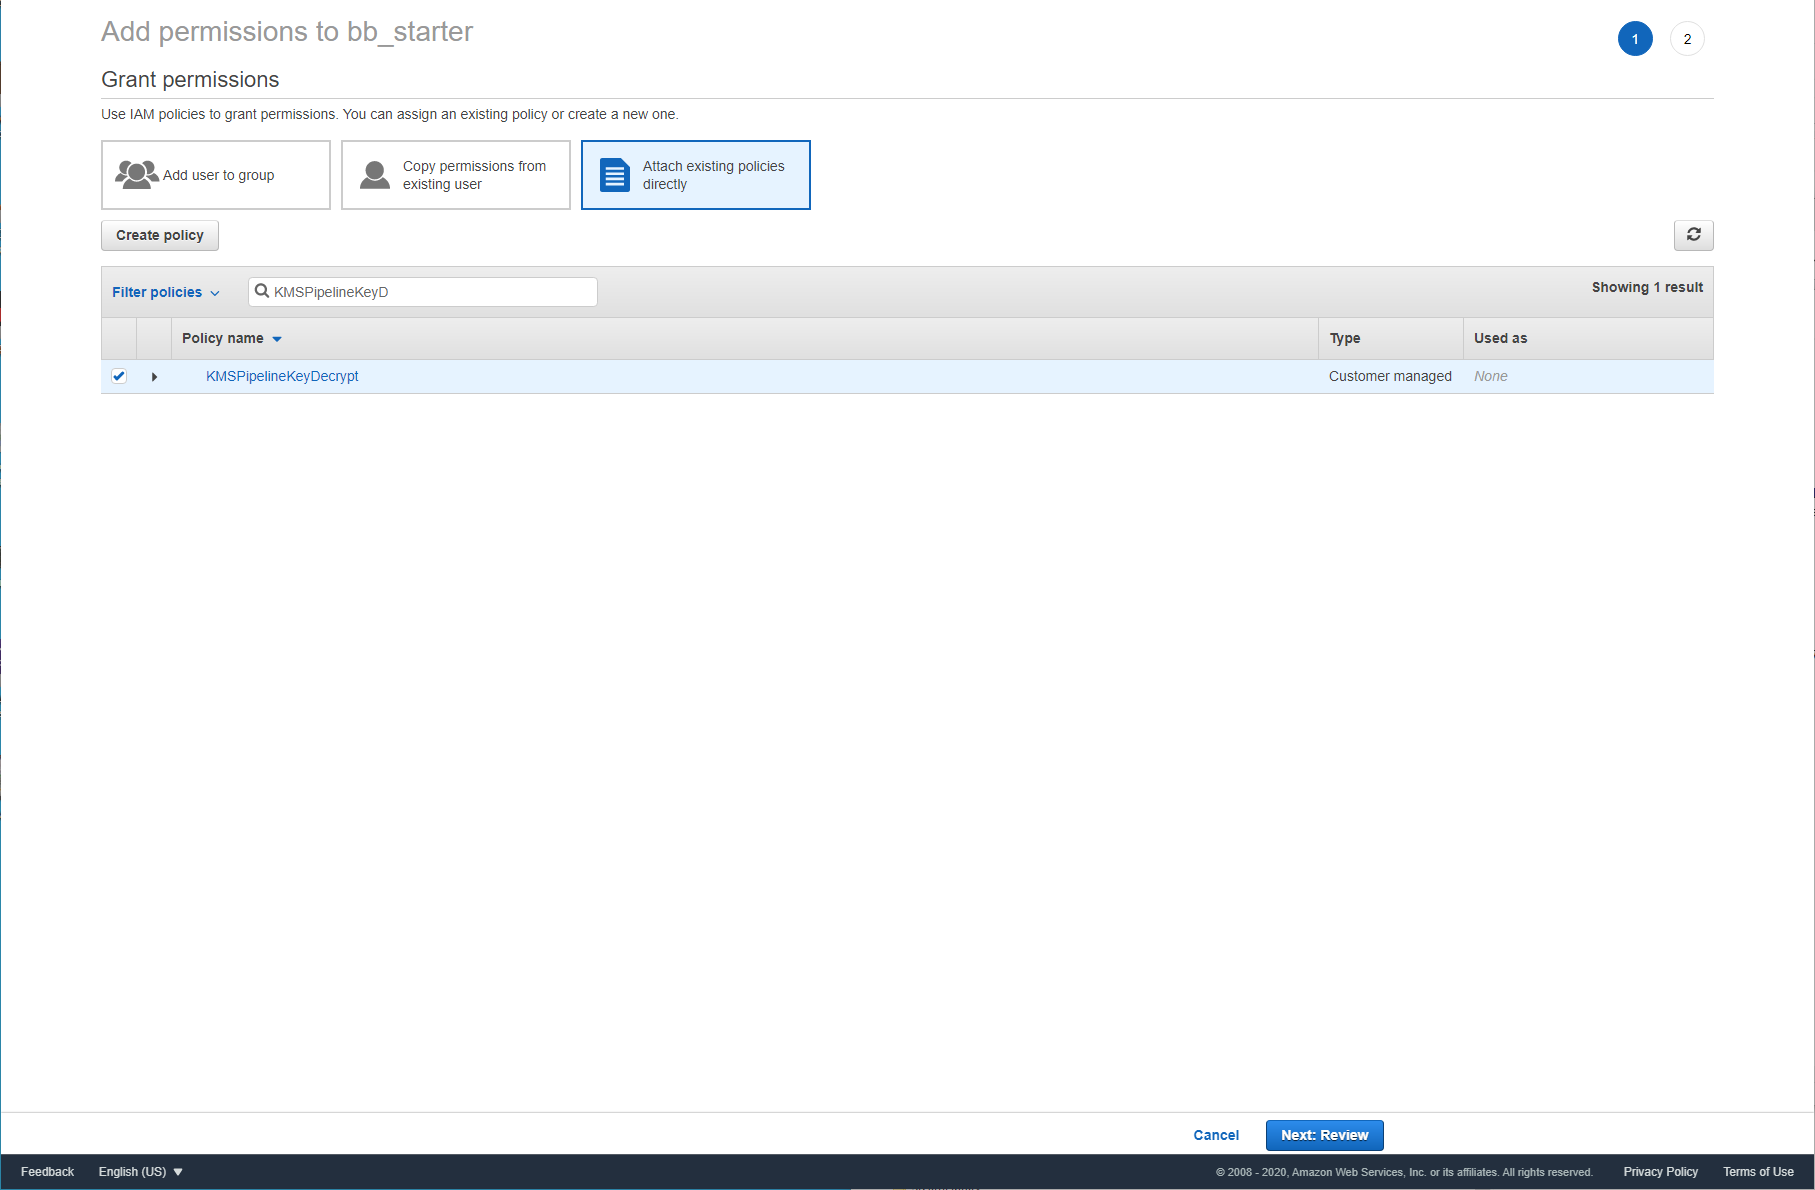 Add permissions to bb_starter
1
2
Grant permissions
Use IAM policies to grant permissions. You can assign an existing policy or create a new one.
Add user to group
Copy permissions from
existing user
Attach existing policies
directly
Create policy
Filter policies
KMSPipelineKeyD
Showing 1 result
Policy name
Type
Used as
KMSPipelineKeyDecrypt
Customer managed
None
Cancel
Next: Review
Feedback
English (US)
© 2008 - 2020, Amazon Web Services, Inc. or its affiliates. All rights reserved.
Privacy Policy
Terms of Use